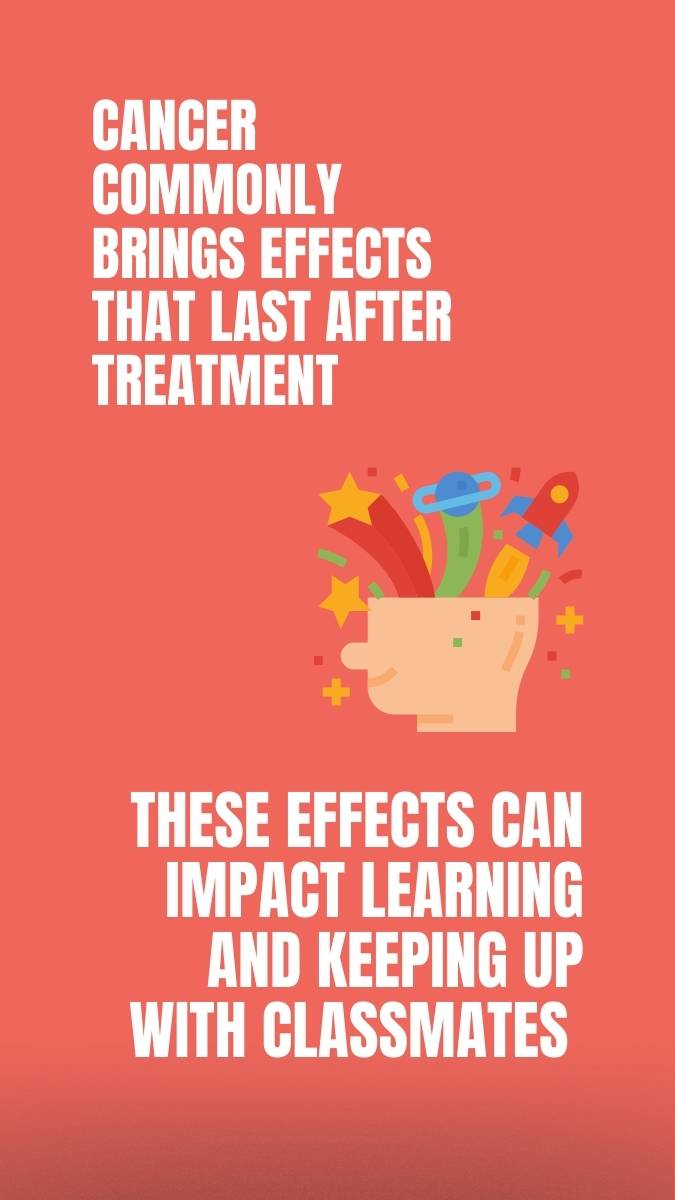 CANCER
COMMONLY
BRINGS EFFECTS
THAT LAST AFTER
TREATMENT
THESE EFFECTS CAN
IMPACT LEARNING
AND KEEPING UP
WITH CLASSMATES